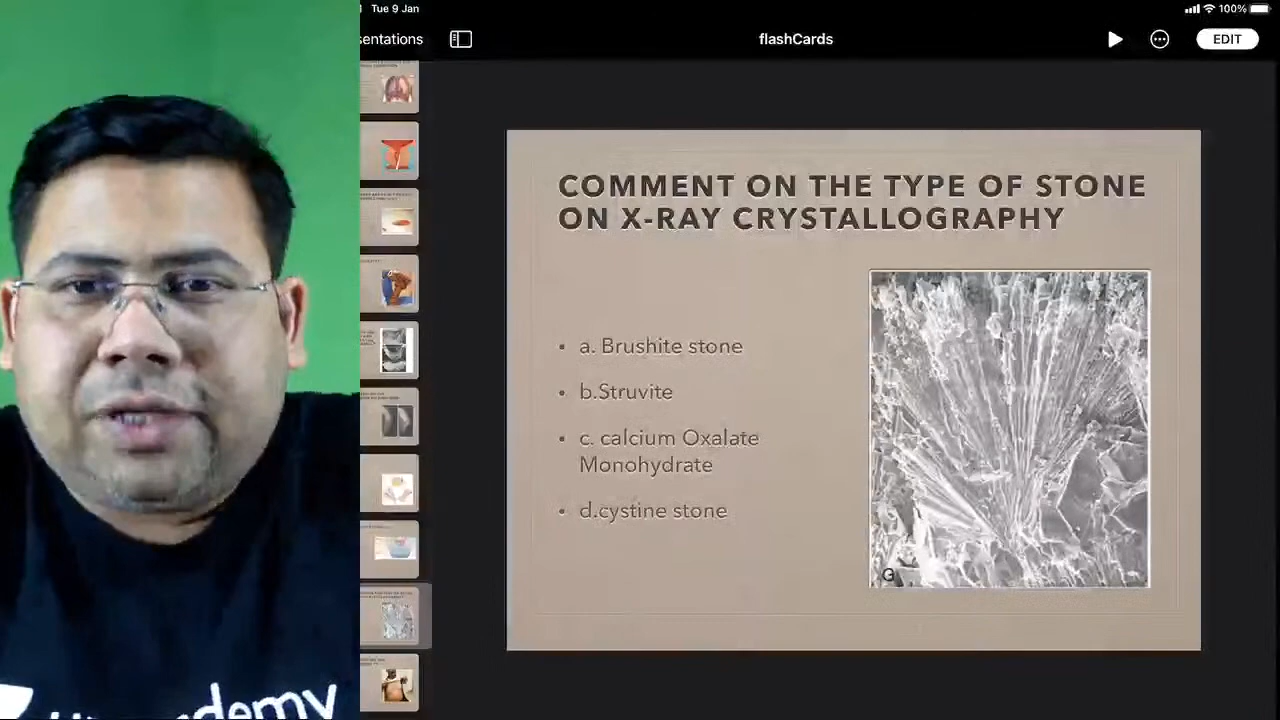 Tue 9 Jan
100%
sentations
flashCards
EDIT
COMMENT ON THE TYPE OF STONE
ON X-RAY CRYSTALLOGRAPHY
• a. Brushite stone
• b.Struvite
• c. calcium Oxalate
Monohydrate
• d.cystine stone
G